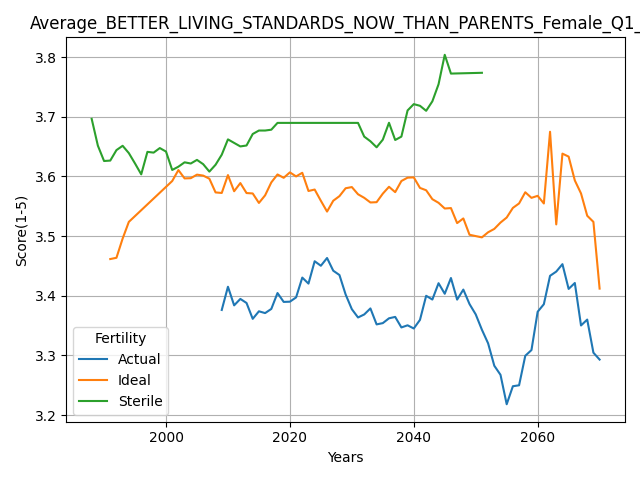 Average_BETTER_LIVING_STANDARDS_NOW_THAN_PARENTS_Female_Q1_
3.8
3.7
3.6
3.5
3.4
3.3
3.2
Score(1-5)
Fertility
Actual
Ideal
Sterile
2000 2020 2040 2060
Years